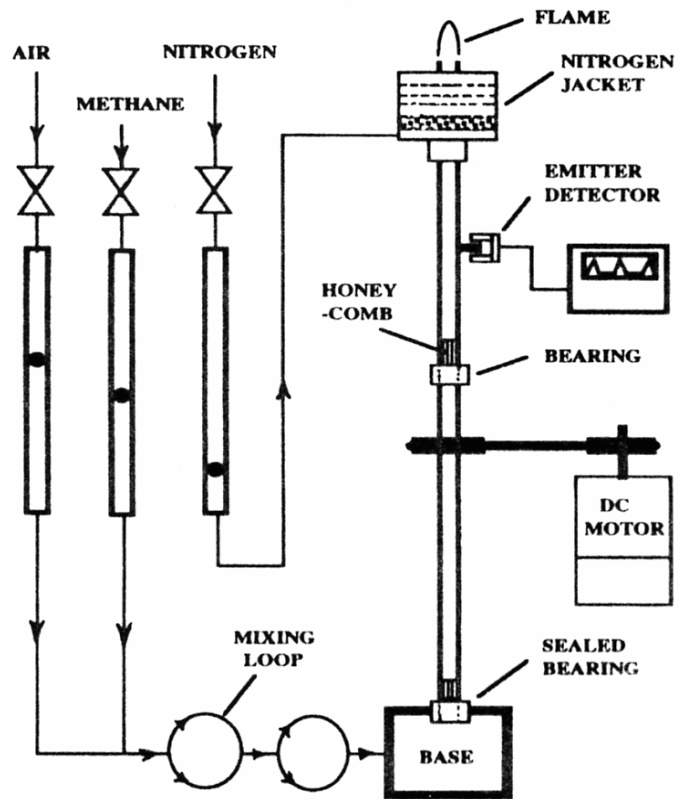 FLAME
AIR
NITROGEN
NITROGEN
JACKET
METHANE
EMITTER
DETECTOR
HONEY
-COMB
BEARING
DC
MOTOR
MIXING
LOOP
SEALED
BEARING
BASE